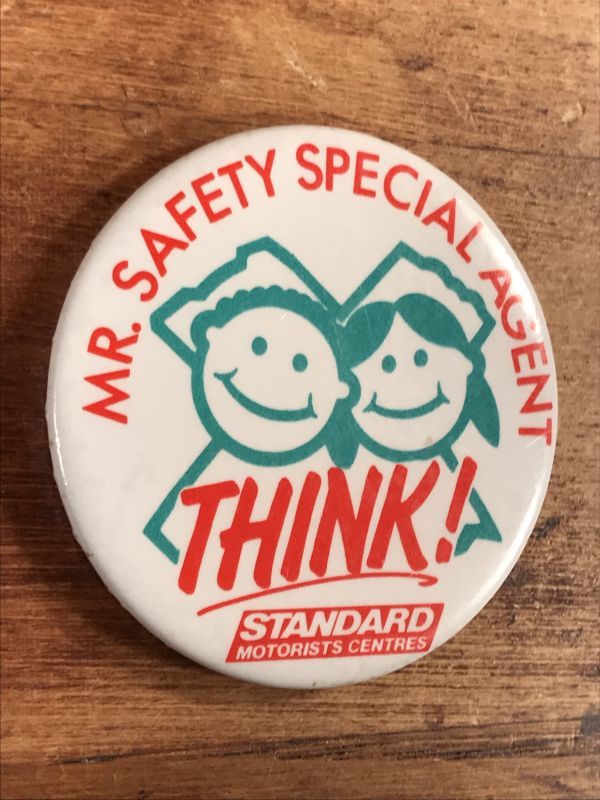 MR. SAFETY SPECIAL AGENT
THINK!
STANDARD
MOTORISTS CENTRES